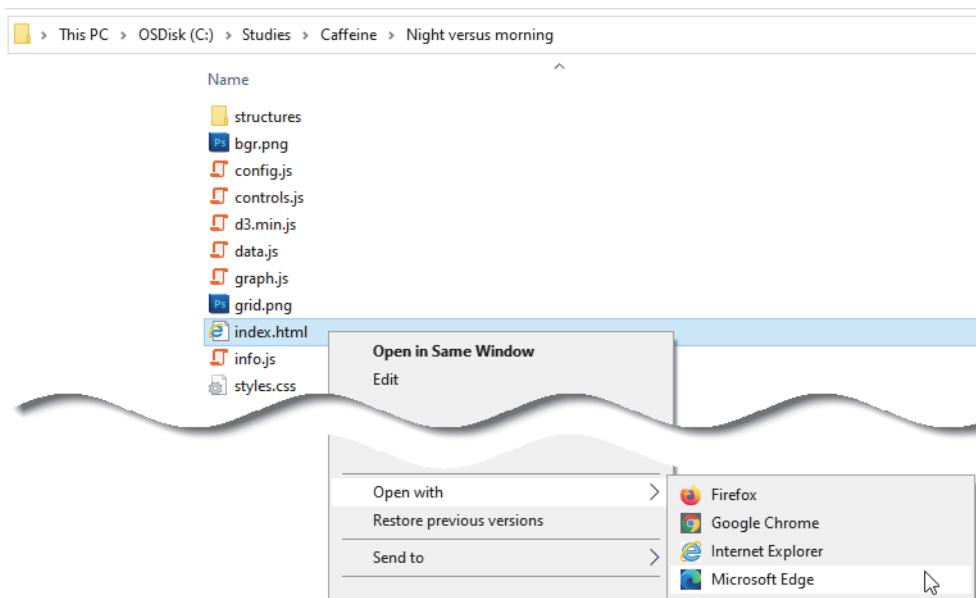 > This PC > OSDisk (C:) > Studies > Caffeine > Night versus morning
Name
structures
Ps bgr.png
config.js
controls.js
d3.min.js
data.js
graph.js
Ps grid.png
index.html
info.js
styles.css
Open in Same Window
Edit
Open with >
Restore previous versions
Send to >
Firefox
Google Chrome
Internet Explorer
Microsoft Edge